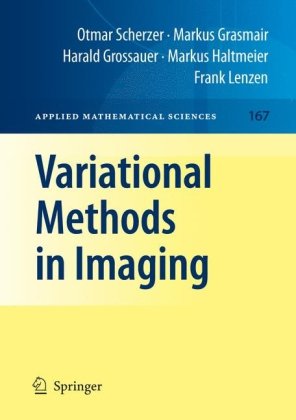 Otmar Scherzer · Markus Grasmair
Harald Grossauer · Markus Haltmeier
Frank Lenzen
APPLIED MATHEMATICAL SCIENCES 167
Variational
Methods
in Imaging
Springer